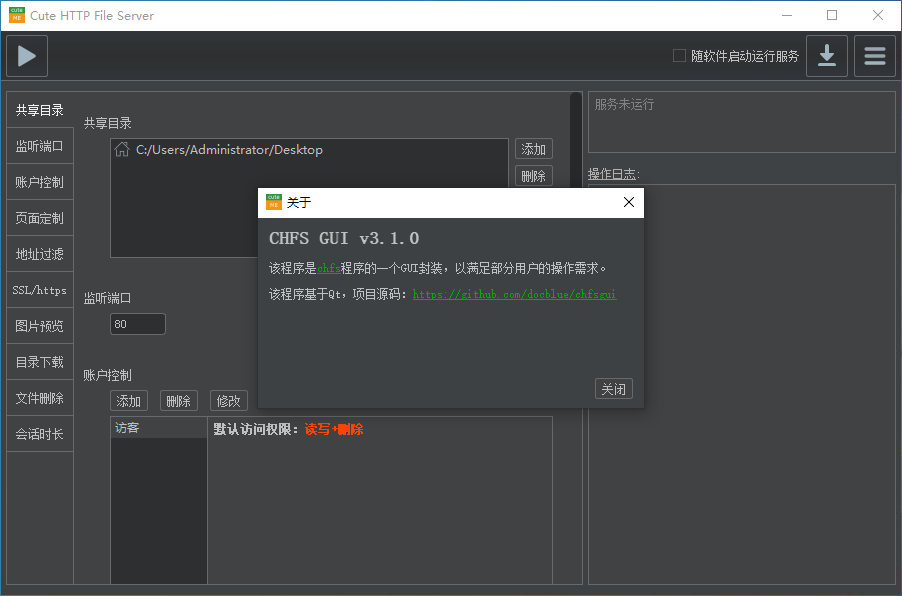 cute
NE
Cute HTTP File Server
随软件启动运行服务
共享目录
监听端口
账户控制
页面定制
地址过滤
SSL/https
图片预览
目录下载
文件删除
会话时长
共享目录
C:/Users/Administrator/Desktop
添加
删除
监听端口
80
账户控制
添加 删除 修改
访客
默认访问权限：读写+删除
服务未运行
操作日志:
cute
NE
关于
CHFS GUI v3.1.0
该程序是chfs程序的一个GUI封装，以满足部分用户的操作需求。
该程序基于Qt，项目源码：https://github.com/docblue/chfsgui
关闭